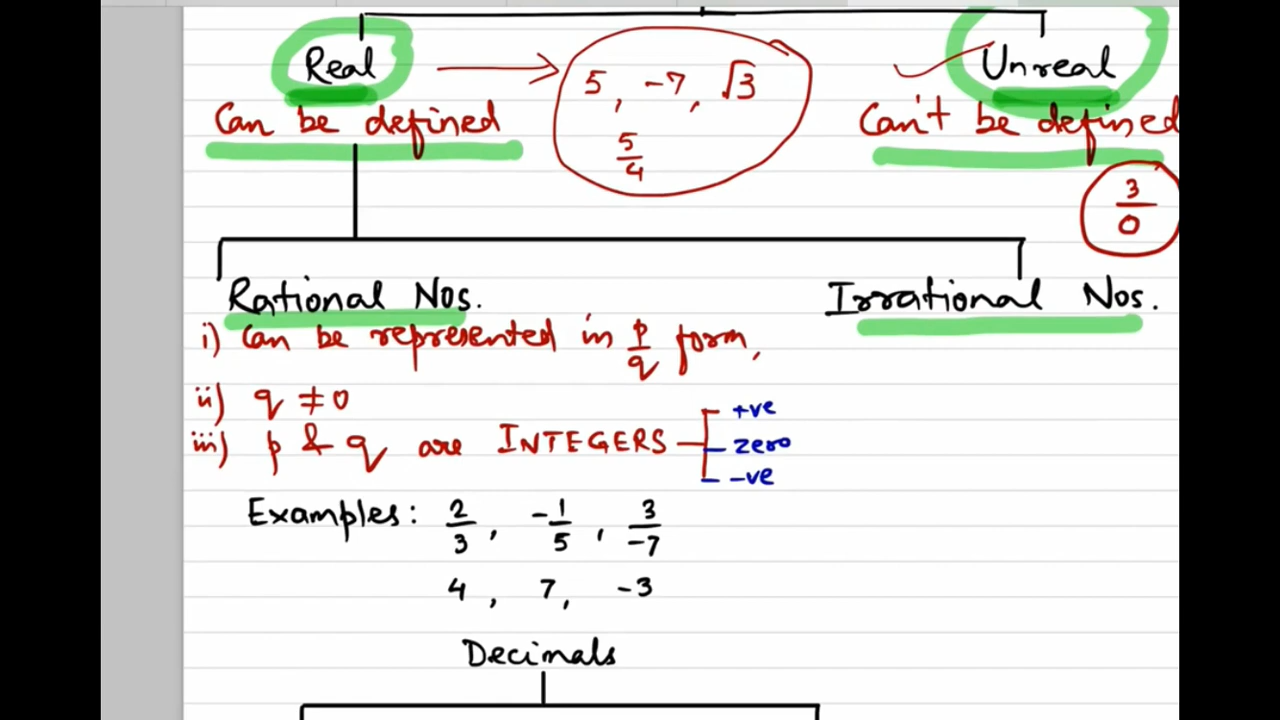 Real 5, -7, √3 Unreal
Can be defined 5/4 Can't be defined
3/0
Rational Nos. Irrational Nos.
i) Can be represented in p/q form,
ii) q ≠ 0
iii) p & q are INTEGERS +ve
zero
-ve
Examples: 2/3, -1/5, 3/-7
4, 7, -3
Decimals